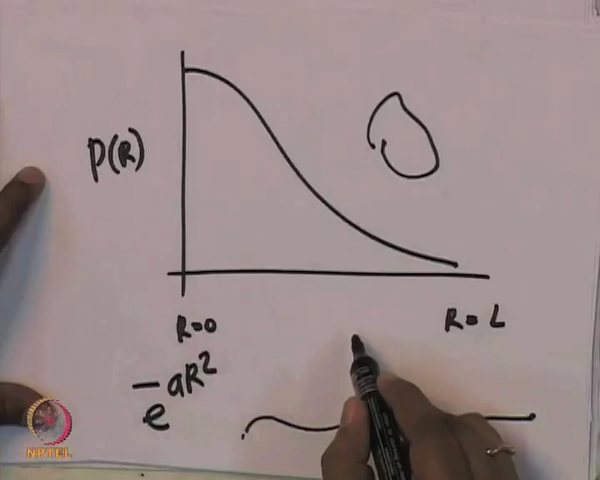 P(R)
R=0
R= L
e^-aR^2
NPTEL